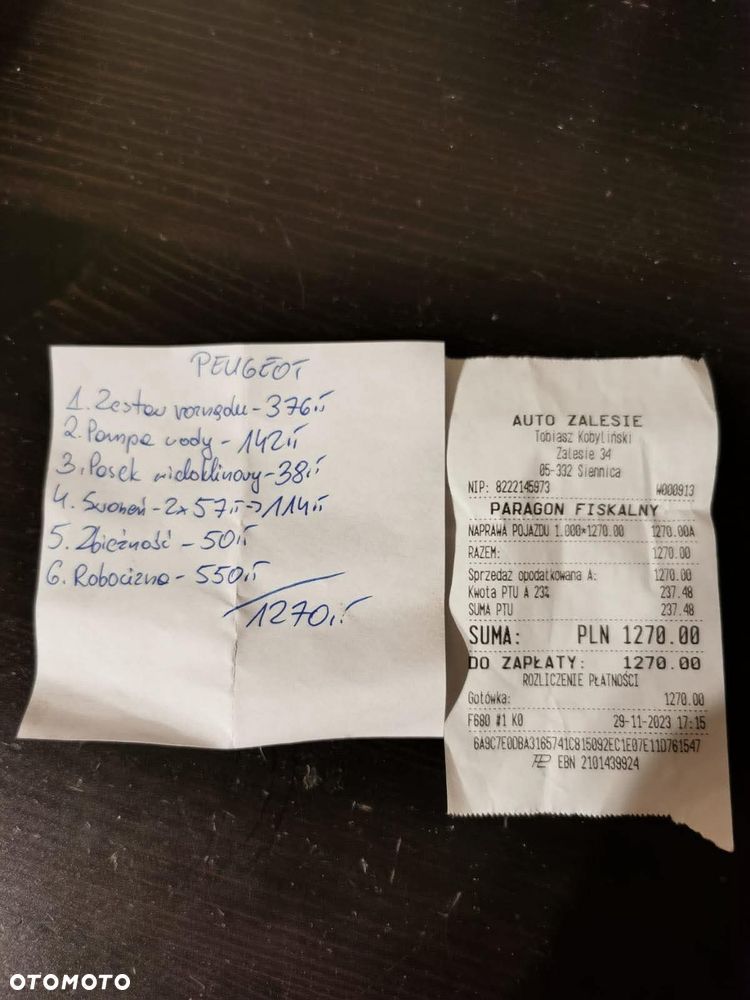 PEUGEOT
1. Zestaw rozrządu - 376zł
2. Pompa wody - 142zł
3. Pasek wieloklinowy - 38zł
4. Sworzeń - 2x 57zł -> 114zł
5. Zbieżność - 50zł
6. Robocizna - 550zł
1270zł
AUTO ZALESIE
Tobiasz Kobyliński
Zalesie 34
05-332 Siennica
NIP: 8222145973 W000913
PARAGON FISKALNY
NAPRAWA POJAZDU 1.000*1270.00 1270.00A
RAZEM: 1270.00
Sprzedaż opodatkowana A: 1270.00
Kwota PTU A 23% 237.48
SUMA PTU 237.48
SUMA: PLN 1270.00
DO ZAPŁATY: 1270.00
ROZLICZENIE PŁATNOŚCI
Gotówka: 1270.00
F680 #1 K0 29-11-2023 17:15
6A9C7E0DBA3165741C815092EC1E07E11D761547
EBN 2101439924
OTOMOTO